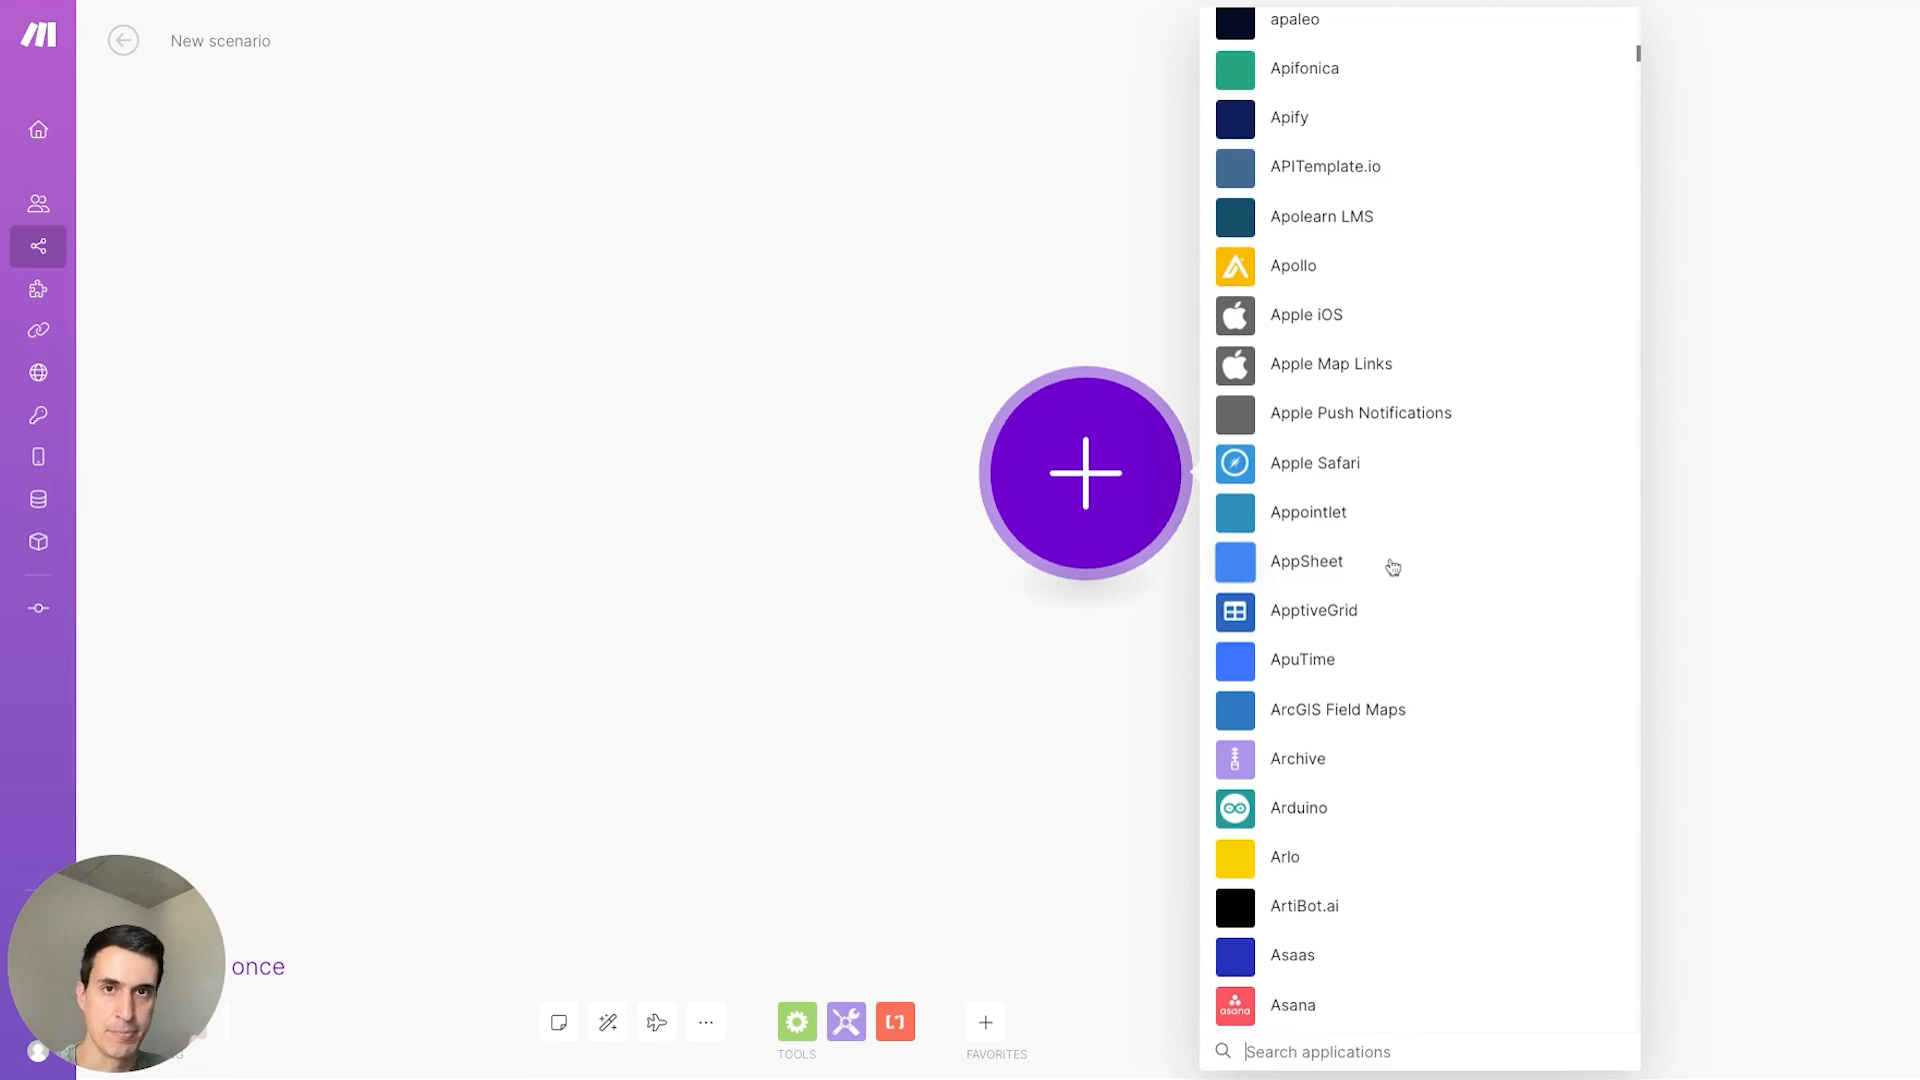 New scenario
apaleo
Apifonica
Apify
APITemplate.io
Apolearn LMS
Apollo
Apple iOS
Apple Map Links
Apple Push Notifications
Apple Safari
Appointlet
AppSheet
ApptiveGrid
ApuTime
ArcGIS Field Maps
Archive
Arduino
Arlo
ArtiBot.ai
Asaas
asana
Asana
Search applications
once
TOOLS
FAVORITES